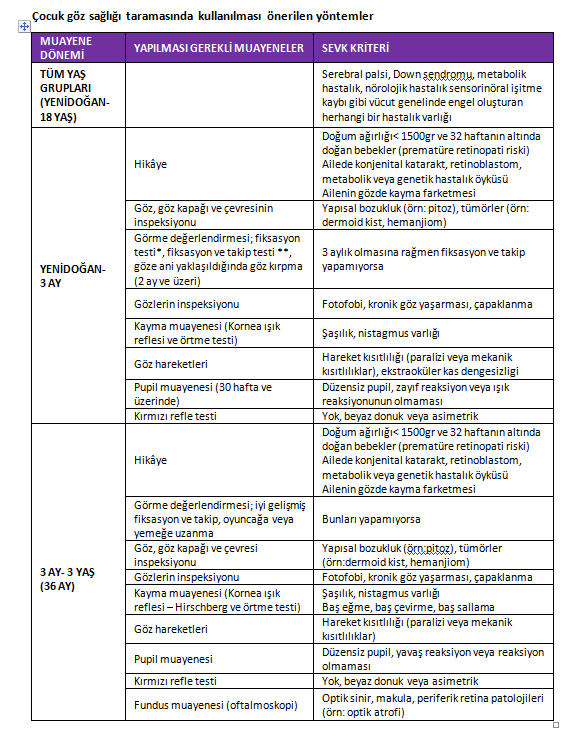 Çocuk göz sağlığı taramasında kullanılması önerilen yöntemler
MUAYENE
DÖNEMİ
YAPILMASI GEREKLİ MUAYENELER
SEVK KRİTERİ
TÜM YAŞ
GRUPLARI
(YENİDOĞAN-
18 YAŞ)
Serebral palsi, Down sendromu, metabolik
hastalık, nörolojik hastalık sensorinöral işitme
kaybı gibi vücut genelinde engel oluşturan
herhangi bir hastalık varlığı
YENİDOĞAN-
3 AY
Hikâye
Doğum ağırlığı< 1500gr ve 32 haftanın altında
doğan bebekler (prematüre retinopati riski)
Ailede konjenital katarakt, retinoblastom,
metabolik veya genetik hastalık öyküsü
Ailenin gözde kayma farketmesi
Göz, göz kapağı ve çevresinin
inspeksiyonu
Yapısal bozukluk (örn: pitoz), tümörler (örn:
dermoid kist, hemanjiom)
Görme değerlendirmesi; fiksasyon
testi*, fiksasyon ve takip testi **,
göze ani yaklaşıldığında göz kırpma
(2 ay ve üzeri)
3 aylık olmasına rağmen fiksasyon ve takip
yapamıyorsa
Gözlerin inspeksiyonu
Fotofobi, kronik göz yaşarması, çapaklanma
Kayma muayenesi (Kornea ışık
reflesi ve örtme testi)
Şaşılık, nistagmus varlığı
Göz hareketleri
Hareket kısıtlılığı (paralizi veya mekanik
kısıtlılıklar), ekstraoküler kas dengesizligi
Pupil muayenesi (30 hafta ve
üzerinde)
Düzensiz pupil, zayıf reaksiyon veya ışık
reaksiyonunun olmaması
Kırmızı refle testi
Yok, beyaz donuk veya asimetrik
3 AY- 3 YAŞ
(36 AY)
Hikâye
Doğum ağırlığı< 1500gr ve 32 haftanın altında
doğan bebekler (prematüre retinopati riski)
Ailede konjenital katarakt, retinoblastom,
metabolik veya genetik hastalık öyküsü
Ailenin gözde kayma farketmesi
Görme değerlendirmesi; iyi gelişmiş
fiksasyon ve takip, oyuncağa veya
yemeğe uzanma
Bunları yapamıyorsa
Göz, göz kapağı ve çevresi
inspeksiyonu
Yapısal bozukluk (örn:pitoz), tümörler
(örn:dermoid kist, hemanjiom)
Gözlerin inspeksiyonu
Fotofobi, kronik göz yaşarması, çapaklanma
Kayma muayenesi (Kornea ışık
reflesi – Hirschberg ve örtme testi)
Şaşılık, nistagmus varlığı
Baş eğme, baş çevirme, baş sallama
Göz hareketleri
Hareket kısıtlılığı (paralizi veya mekanik
kısıtlılıklar)
Pupil muayenesi
Düzensiz pupil, yavaş reaksiyon veya reaksiyon
olmaması
Kırmızı refle testi
Yok, beyaz donuk veya asimetrik
Fundus muayenesi (oftalmoskopi)
Optik sinir, makula, periferik retina patolojileri
(örn: optik atrofi)